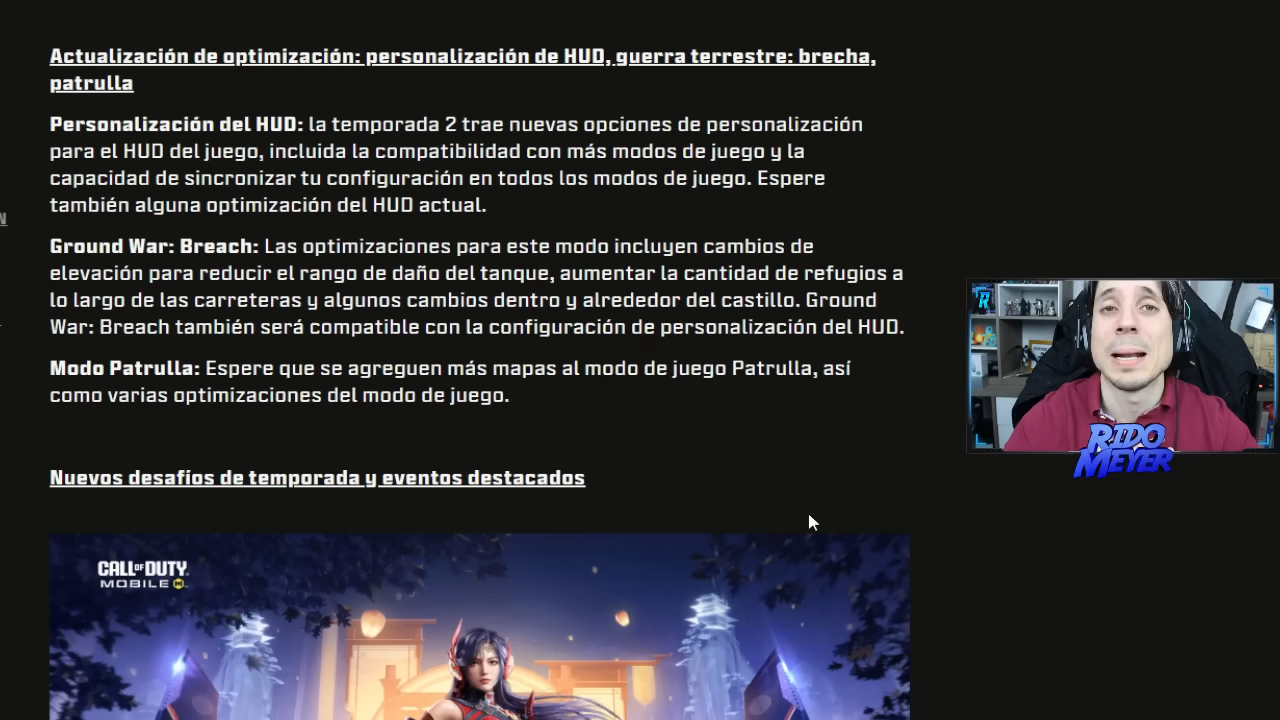 Actualización de optimización: personalización de HUD, guerra terrestre: brecha,
patrulla
Personalización del HUD: la temporada 2 trae nuevas opciones de personalización
para el HUD del juego, incluida la compatibilidad con más modos de juego y la
capacidad de sincronizar tu configuración en todos los modos de juego. Espere
también alguna optimización del HUD actual.
Ground War: Breach: Las optimizaciones para este modo incluyen cambios de
elevación para reducir el rango de daño del tanque, aumentar la cantidad de refugios a
lo largo de las carreteras y algunos cambios dentro y alrededor del castillo. Ground
War: Breach también será compatible con la configuración de personalización del HUD.
Modo Patrulla: Espere que se agreguen más mapas al modo de juego Patrulla, así
como varias optimizaciones del modo de juego.
Nuevos desafíos de temporada y eventos destacados
CALL OF DUTY
MOBILE
R
RIDO
MEYER
N